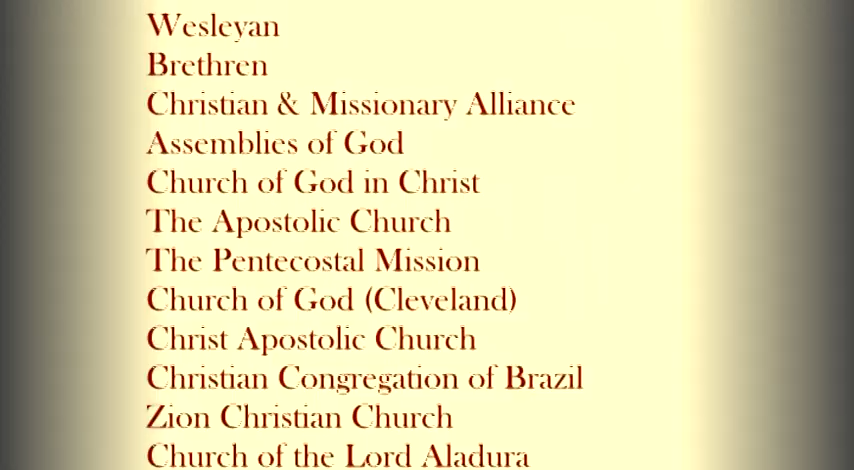 Wesleyan
Brethren
Christian & Missionary Alliance
Assemblies of God
Church of God in Christ
The Apostolic Church
The Pentecostal Mission
Church of God (Cleveland)
Christ Apostolic Church
Christian Congregation of Brazil
Zion Christian Church
Church of the Lord Aladura